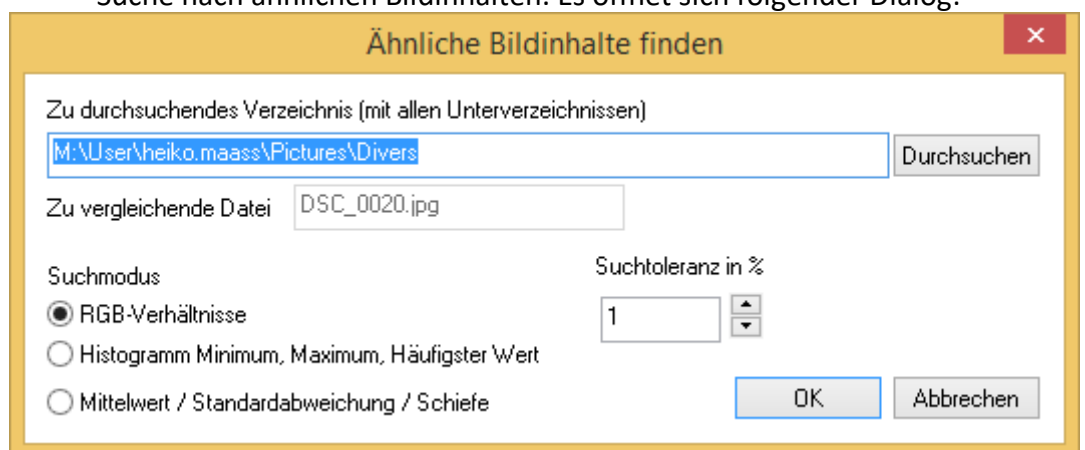 Suche nach ähnlichen Bildinhalten. Es öffnet sich folgender Dialog:
Ähnliche Bildinhalte finden
Zu durchsuchendes Verzeichnis (mit allen Unterverzeichnissen)
M:\User\heiko.maass\Pictures\Divers
Durchsuchen
Zu vergleichende Datei DSC_0020.jpg
Suchmodus
Suchtoleranz in %
RGB-Verhältnisse
1
Histogramm Minimum, Maximum, Häufigster Wert
Mittelwert / Standardabweichung / Schiefe
OK
Abbrechen